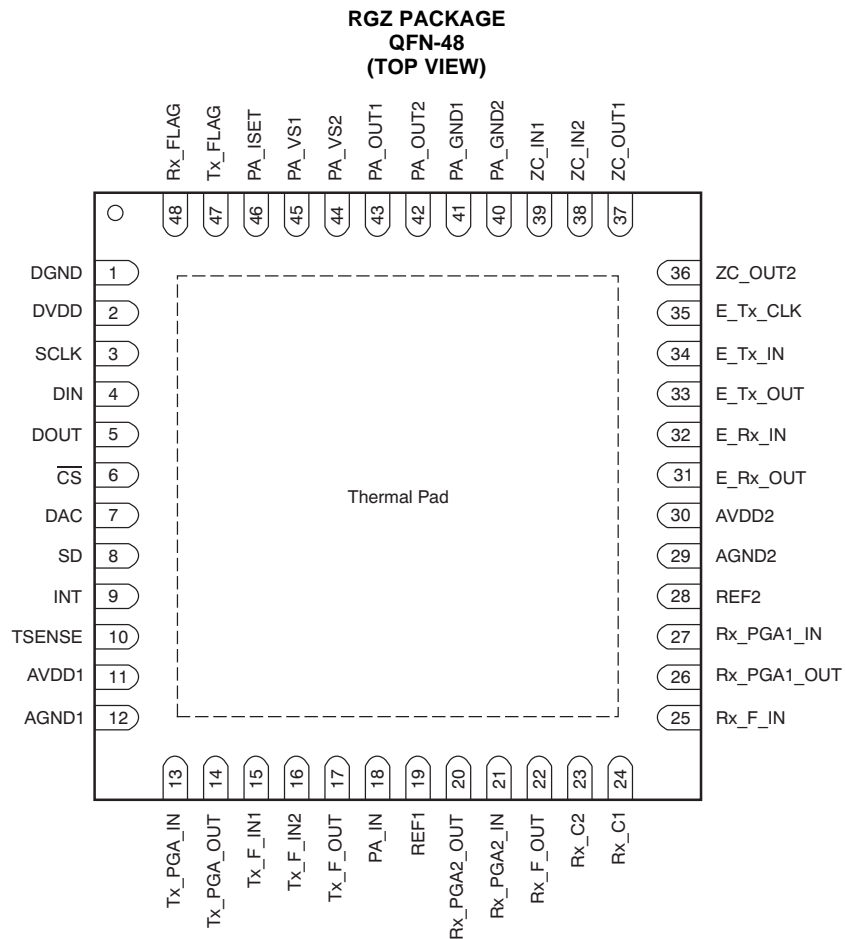 RGZ PACKAGE
QFN-48
(TOP VIEW)
Rx_FLAG
Tx_FLAG
PA_ISET
PA_VS1
PA_VS2
PA_OUT1
PA_OUT2
PA_GND1
PA_GND2
ZC_IN1
ZC_IN2
ZC_OUT1
48
47
46
45
44
43
42
41
40
39
38
37
DGND 1
DVDD 2
SCLK 3
DIN 4
DOUT 5
CS 6
DAC 7
SD 8
INT 9
TSENSE 10
AVDD1 11
AGND1 12
Thermal Pad
36 ZC_OUT2
35 E_Tx_CLK
34 E_Tx_IN
33 E_Tx_OUT
32 E_Rx_IN
31 E_Rx_OUT
30 AVDD2
29 AGND2
28 REF2
27 Rx_PGA1_IN
26 Rx_PGA1_OUT
25 Rx_F_IN
13
14
15
16
17
18
19
20
21
22
23
24
Tx_PGA_IN
Tx_PGA_OUT
Tx_F_IN1
Tx_F_IN2
Tx_F_OUT
PA_IN
REF1
Rx_PGA2_OUT
Rx_PGA2_IN
Rx_F_OUT
Rx_C2
Rx_C1